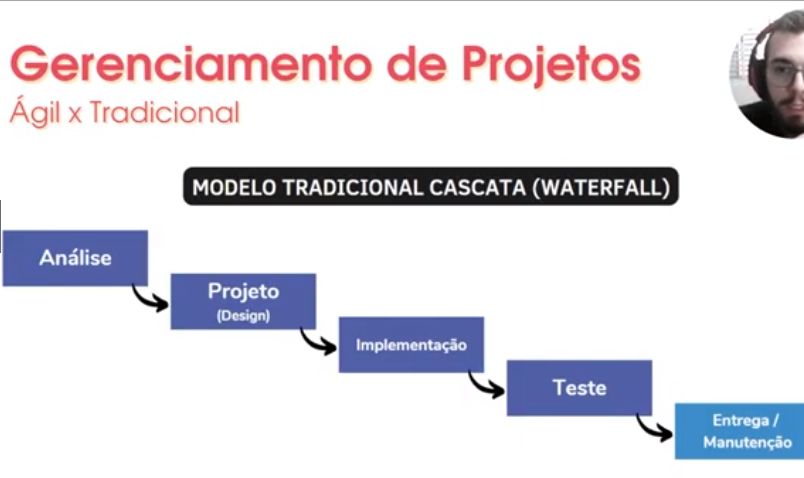 Gerenciamento de Projetos
Ágil x Tradicional
MODELO TRADICIONAL CASCATA (WATERFALL)
Análise
Projeto
(Design)
Implementação
Teste
Entrega /
Manutenção